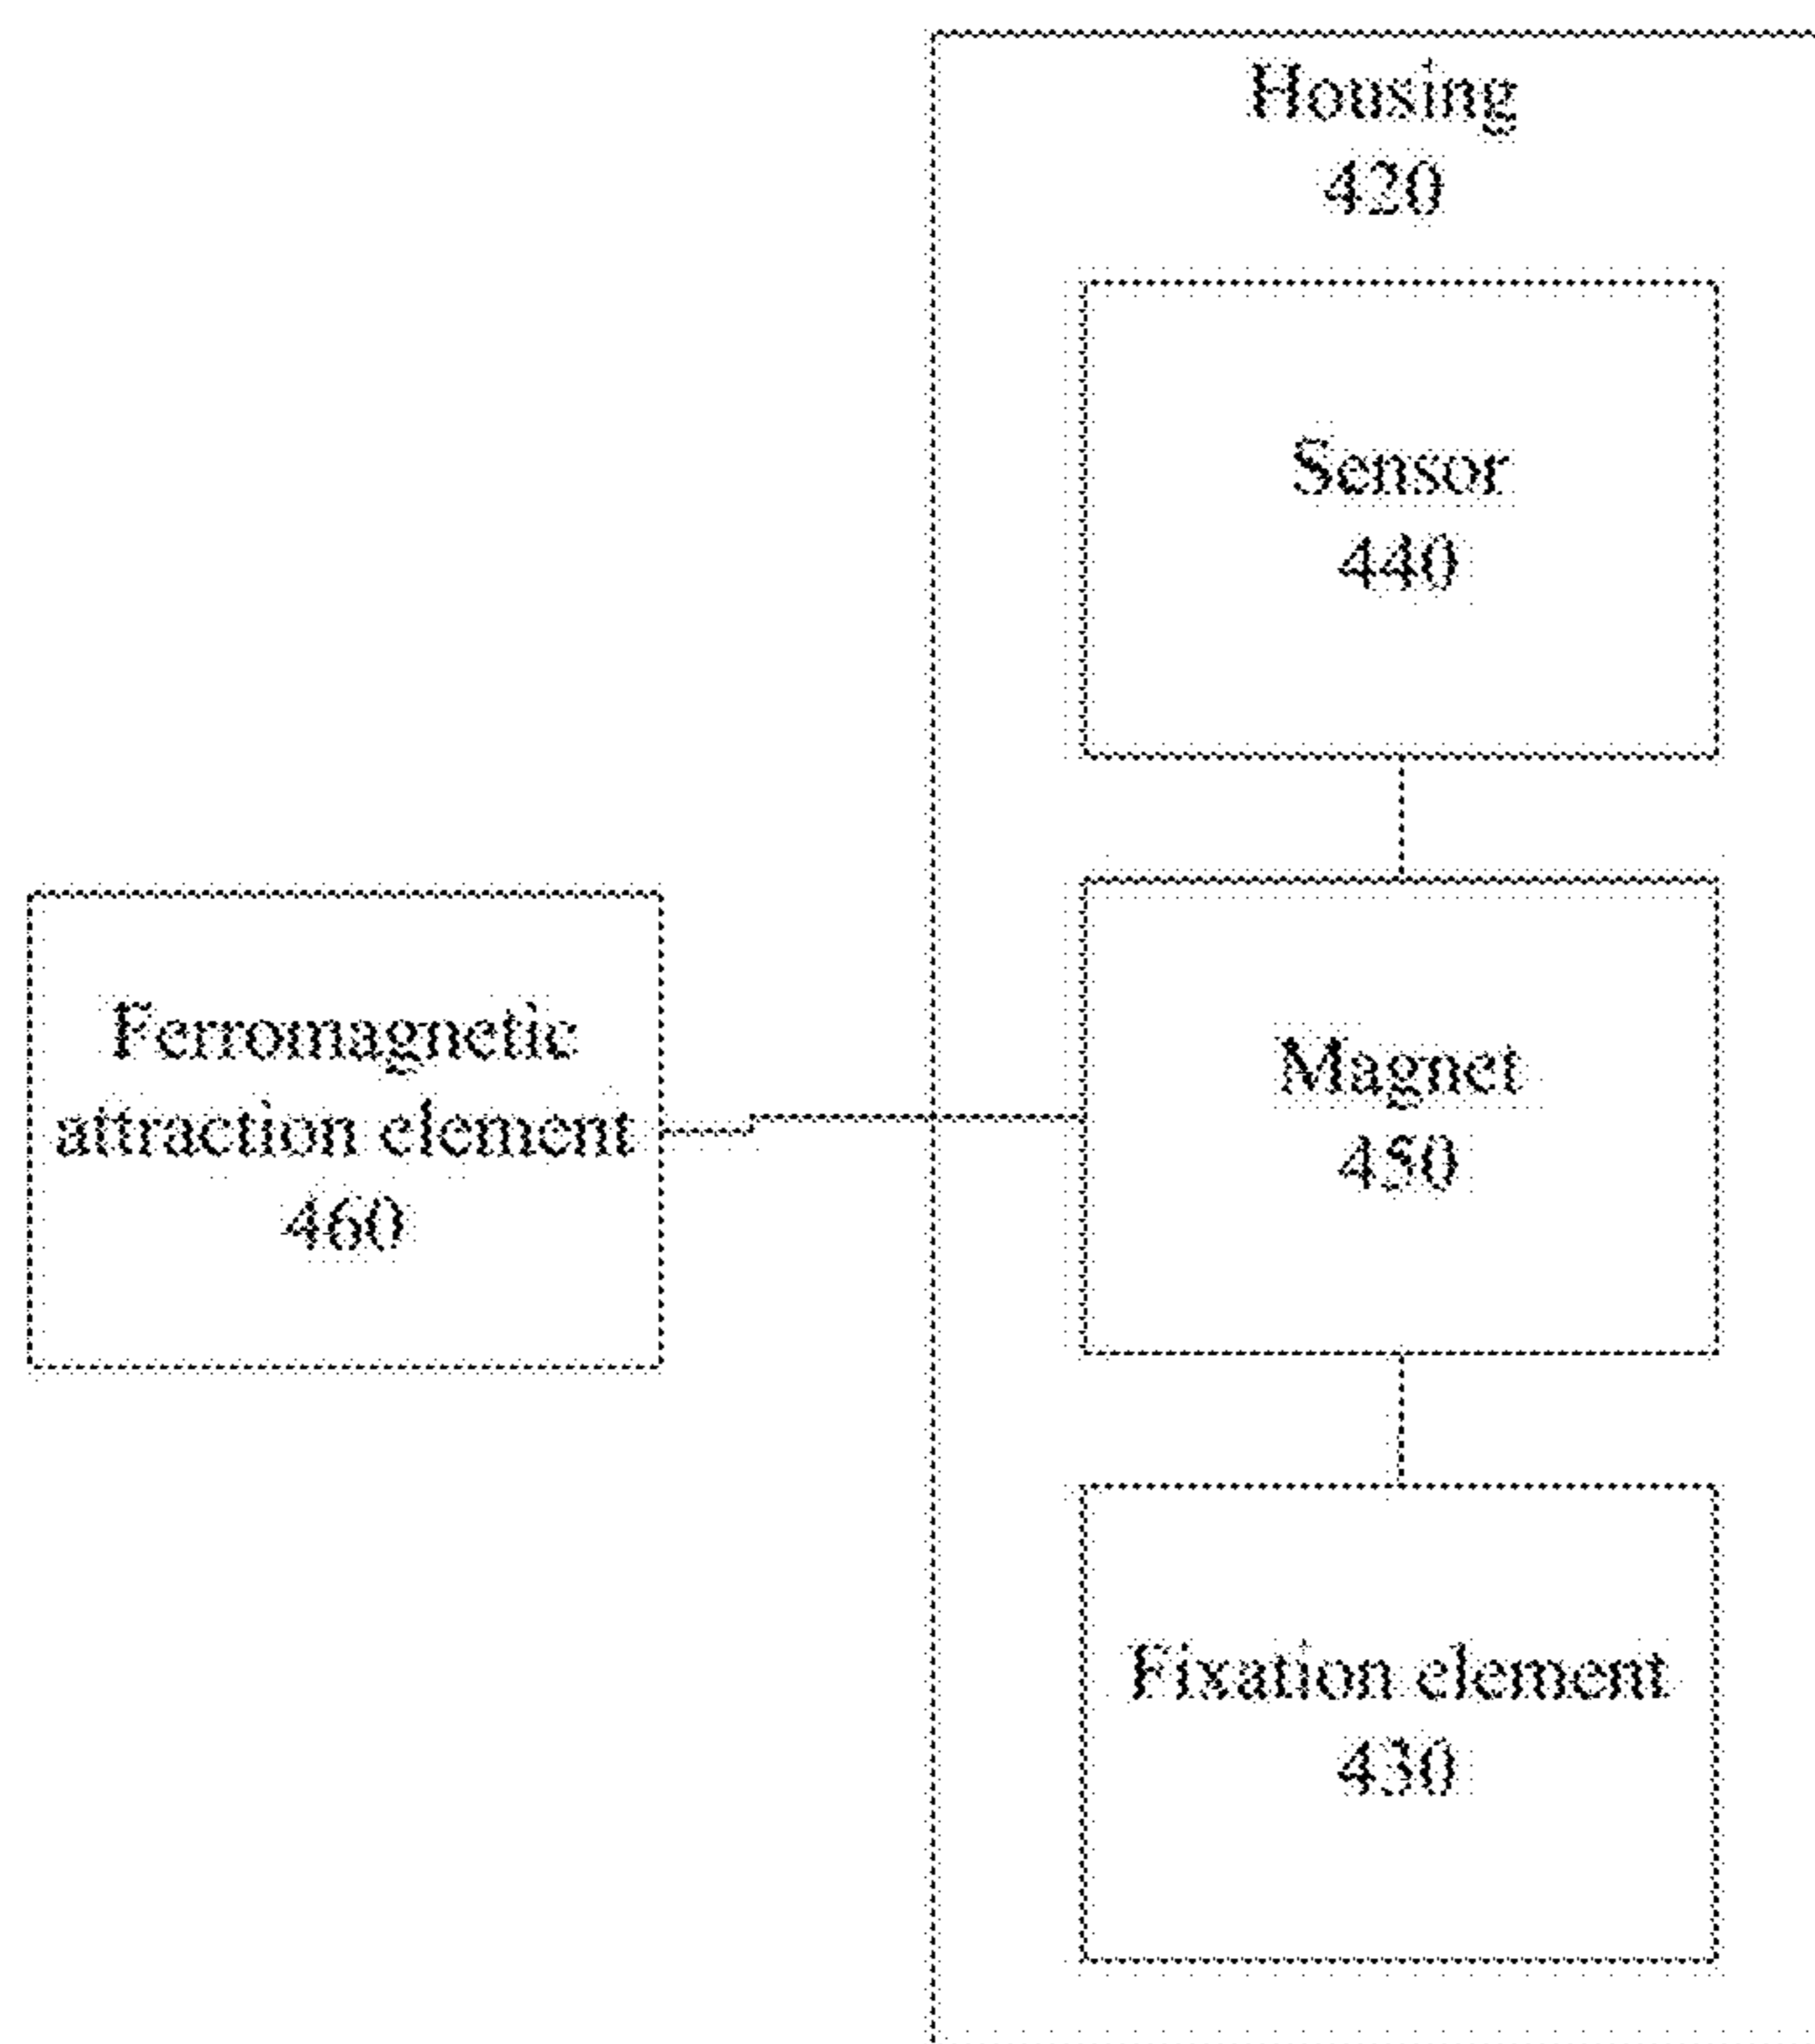 Housing
420
Sensor
440
Ferromagnetic
attraction element
460
Magnet
450
Fixation element
430